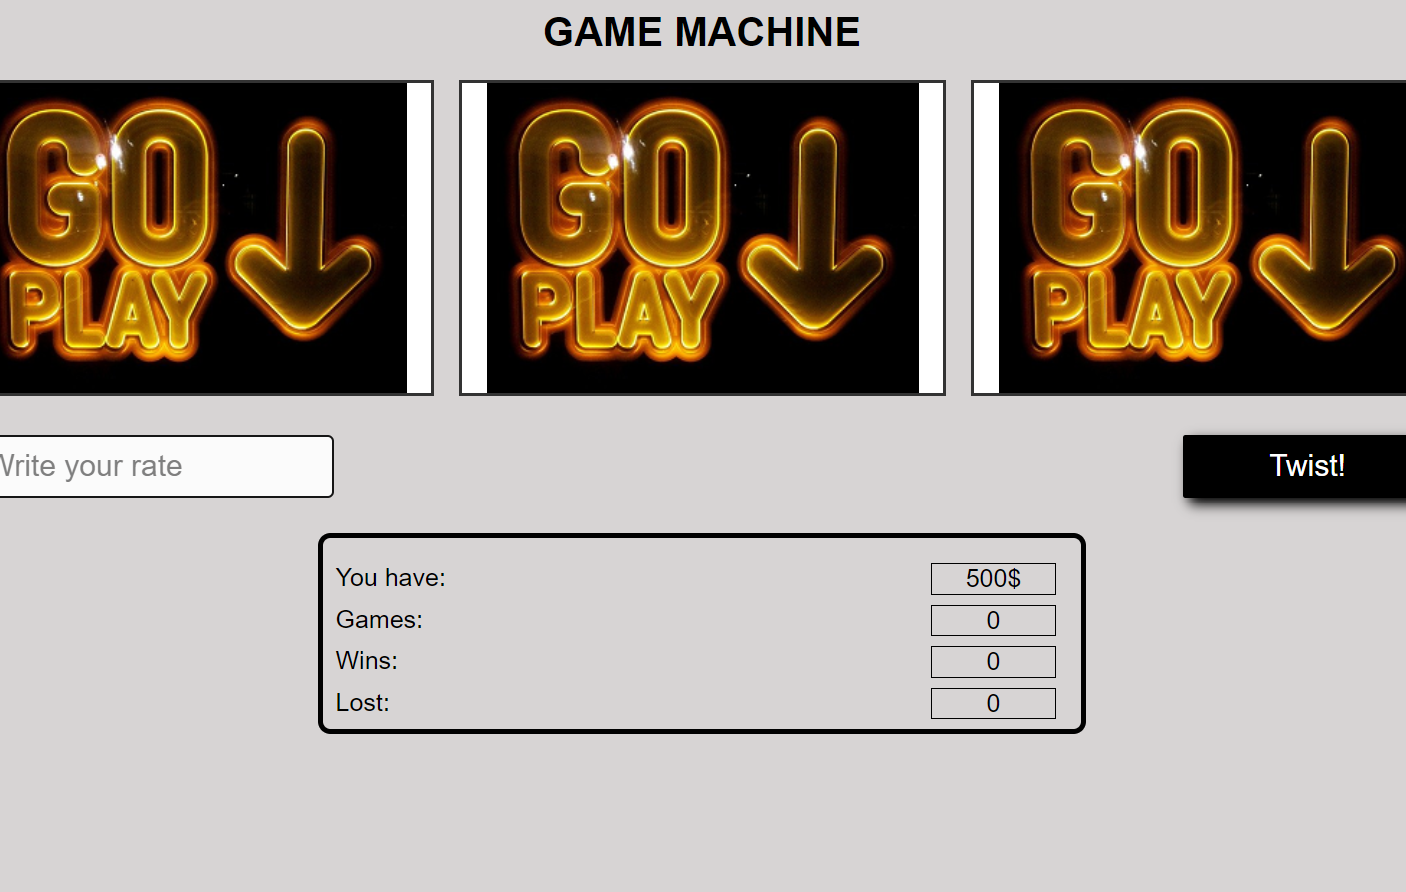 GAME MACHINE
GO
PLAY
GO
PLAY
GO
PLAY
Write your rate
Twist!
You have: 500$
Games: 0
Wins: 0
Lost: 0